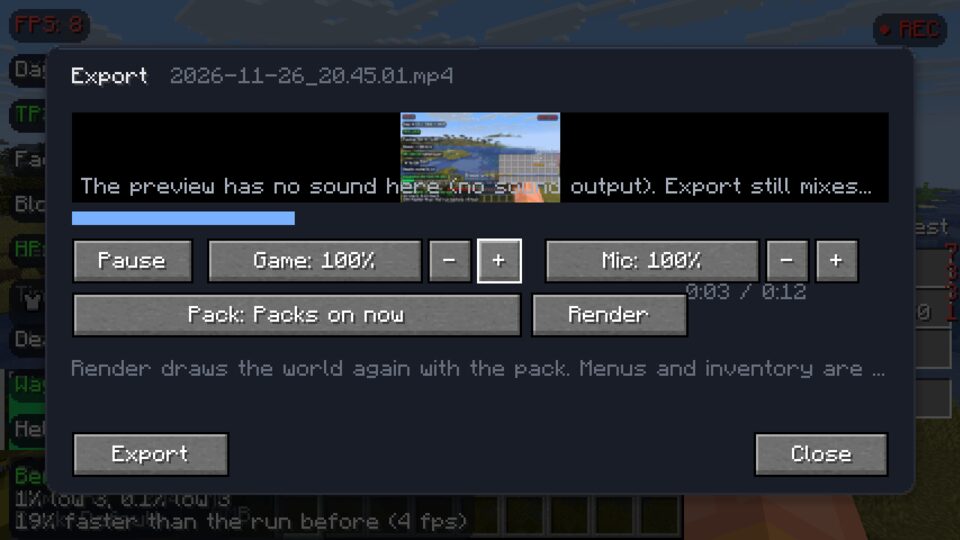 FPS: 8
● REC
Export 2026-11-26_20.45.01.mp4
The preview has no sound here (no sound output). Export still mixes...
Pause
Game: 100%
-
+
Mic: 100%
-
+
0:03 / 0:12
Pack: Packs on now
Render
Render draws the world again with the pack. Menus and inventory are ...
Export
Close
1% low 3, 0.1% low 3
19% faster than the run before (4 fps)